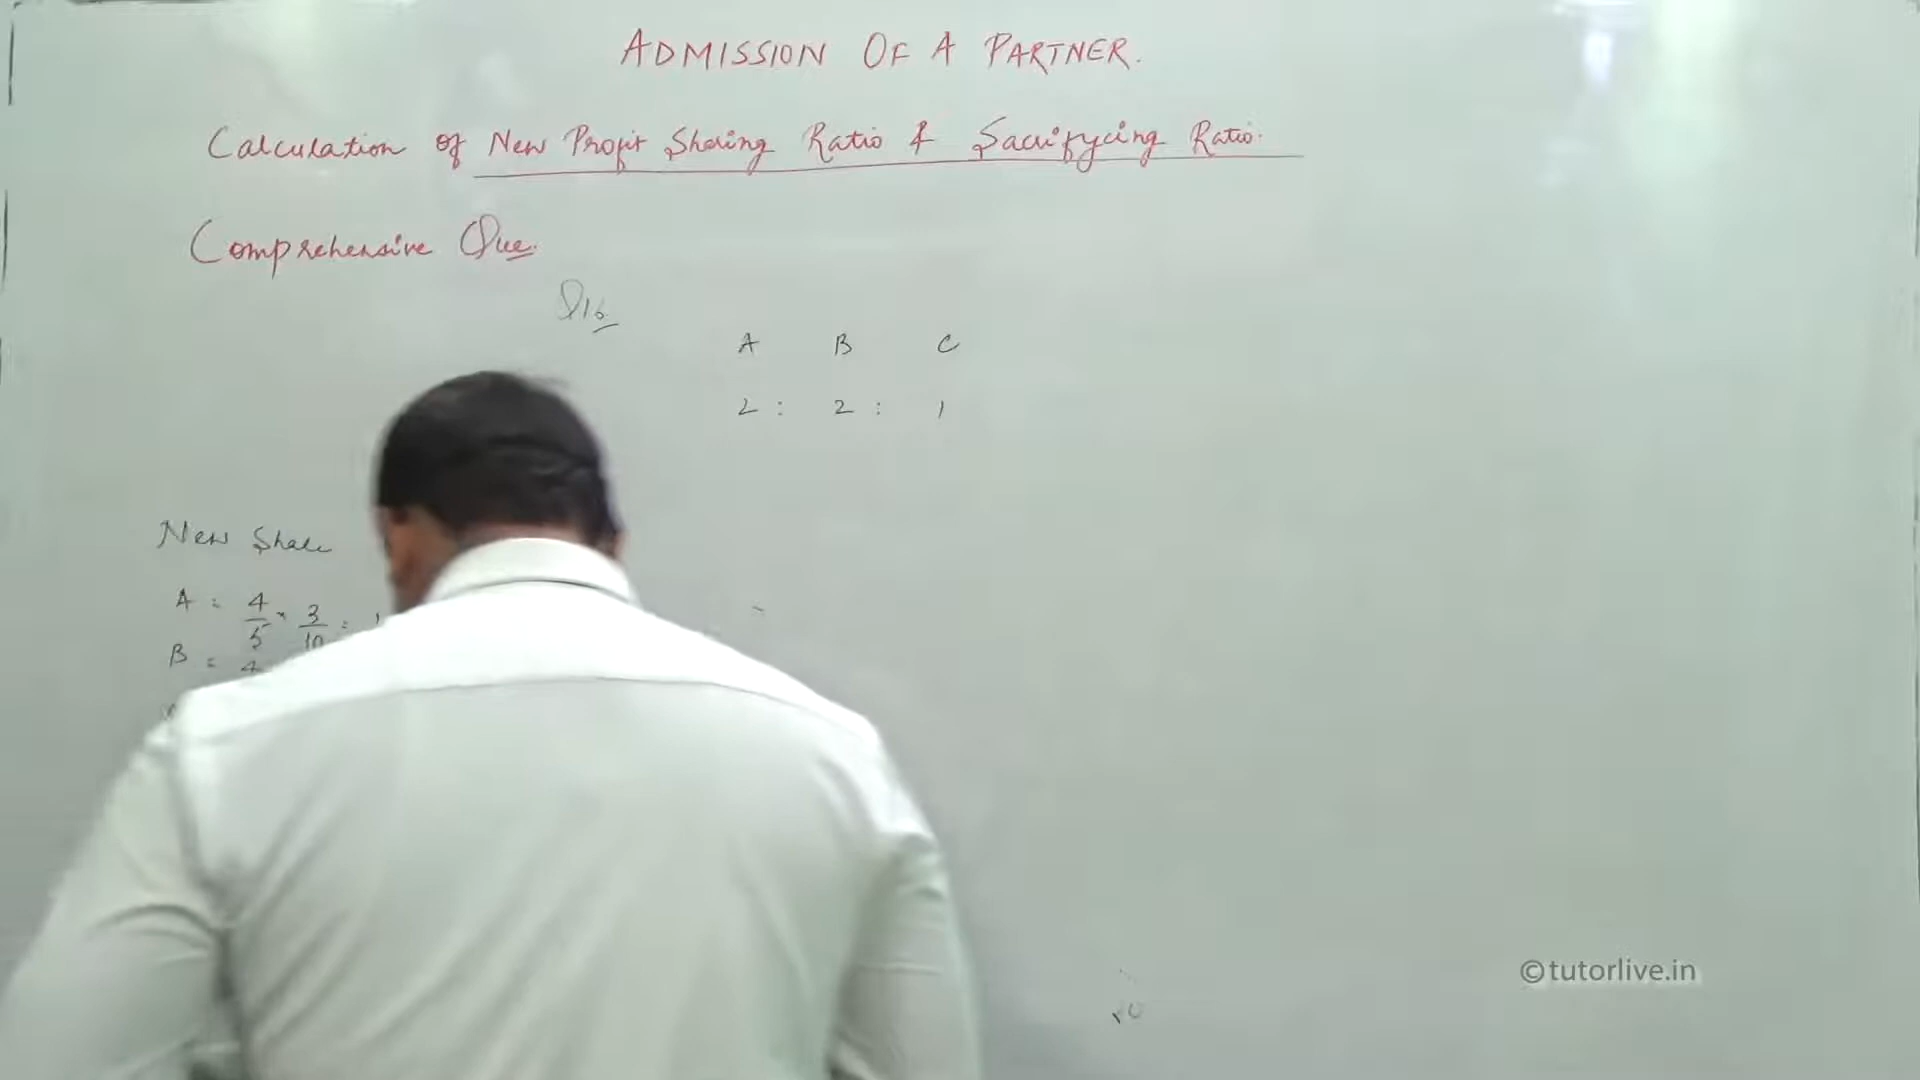 ADMISSION OF A PARTNER.
Calculation of New Profit Sharing Ratio & Sacrifycing Ratio.
Comprehensive Que.
Q16
A B C
2 : 2 : 1
New Share
A = 4/5 × 3/10 =
B = 4
©tutorlive.in